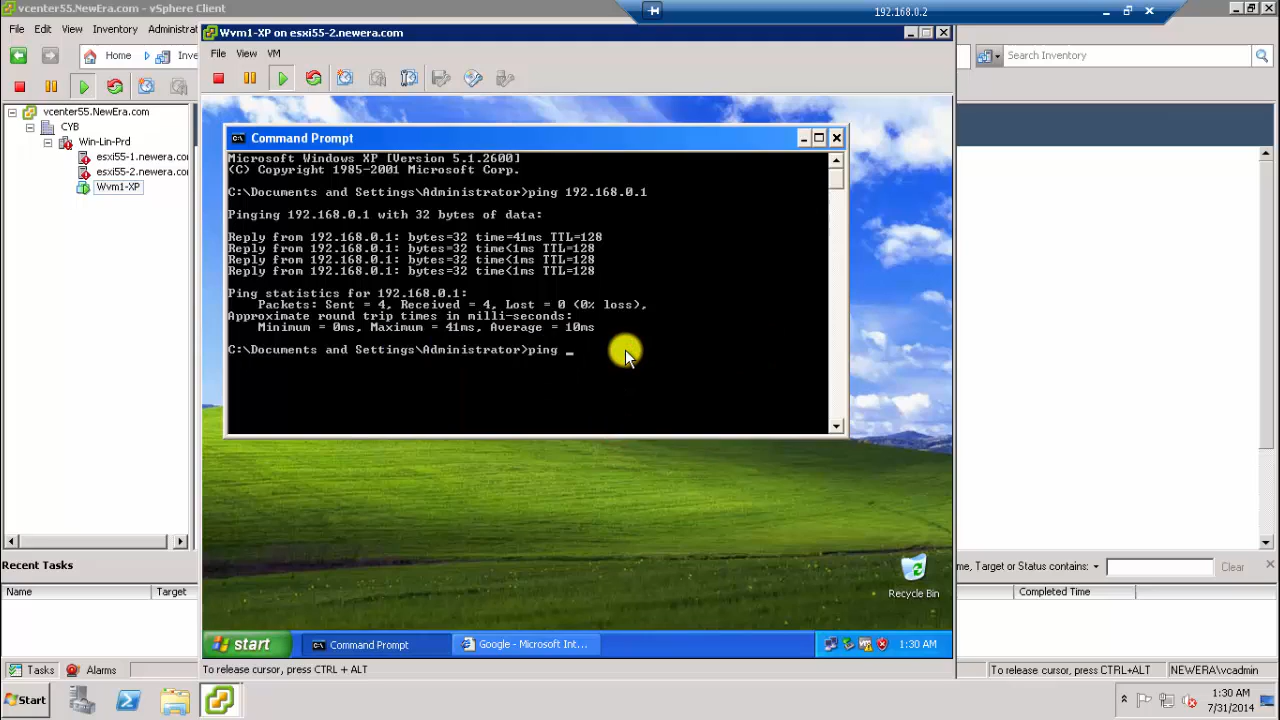 vcenter55.NewEra.com - vSphere Client
192.168.0.2
File Edit View Inventory Administrat
Home Inve
Search Inventory
vcenter55.NewEra.com
CYB
Win-Lin-Prd
esxi55-1.newera.co
esxi55-2.newera.co
Wvm1-XP
Wvm1-XP on esxi55-2.newera.com
File View VM
Command Prompt
Microsoft Windows XP [Version 5.1.2600]
(C) Copyright 1985-2001 Microsoft Corp.
C:\Documents and Settings\Administrator>ping 192.168.0.1
Pinging 192.168.0.1 with 32 bytes of data:
Reply from 192.168.0.1: bytes=32 time=41ms TTL=128
Reply from 192.168.0.1: bytes=32 time<1ms TTL=128
Reply from 192.168.0.1: bytes=32 time<1ms TTL=128
Reply from 192.168.0.1: bytes=32 time<1ms TTL=128
Ping statistics for 192.168.0.1:
Packets: Sent = 4, Received = 4, Lost = 0 (0% loss),
Approximate round trip times in milli-seconds:
Minimum = 0ms, Maximum = 41ms, Average = 10ms
C:\Documents and Settings\Administrator>ping _
Recycle Bin
start Command Prompt Google - Microsoft Int... 1:30 AM
To release cursor, press CTRL + ALT
Recent Tasks
me, Target or Status contains: Clear
Name Target Completed Time
Tasks Alarms
To release cursor, press CTRL+ALT NEWERA\vcadmin
Start
1:30 AM
7/31/2014